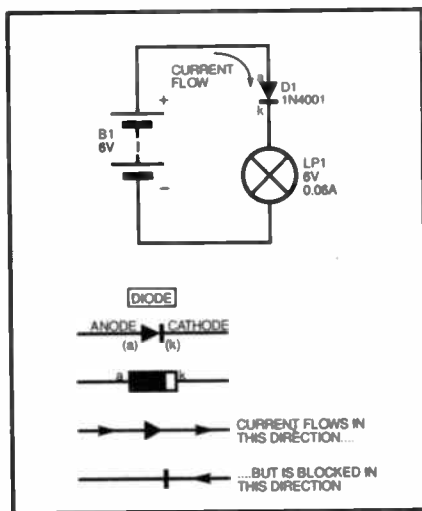 CURRENT
FLOW
a
D1
1N4001
k
+
B1
6V
−
LP1
6V
0.06A
DIODE
ANODE
CATHODE
(a)
(k)
a
k
CURRENT FLOWS IN
THIS DIRECTION....
....BUT IS BLOCKED IN
THIS DIRECTION